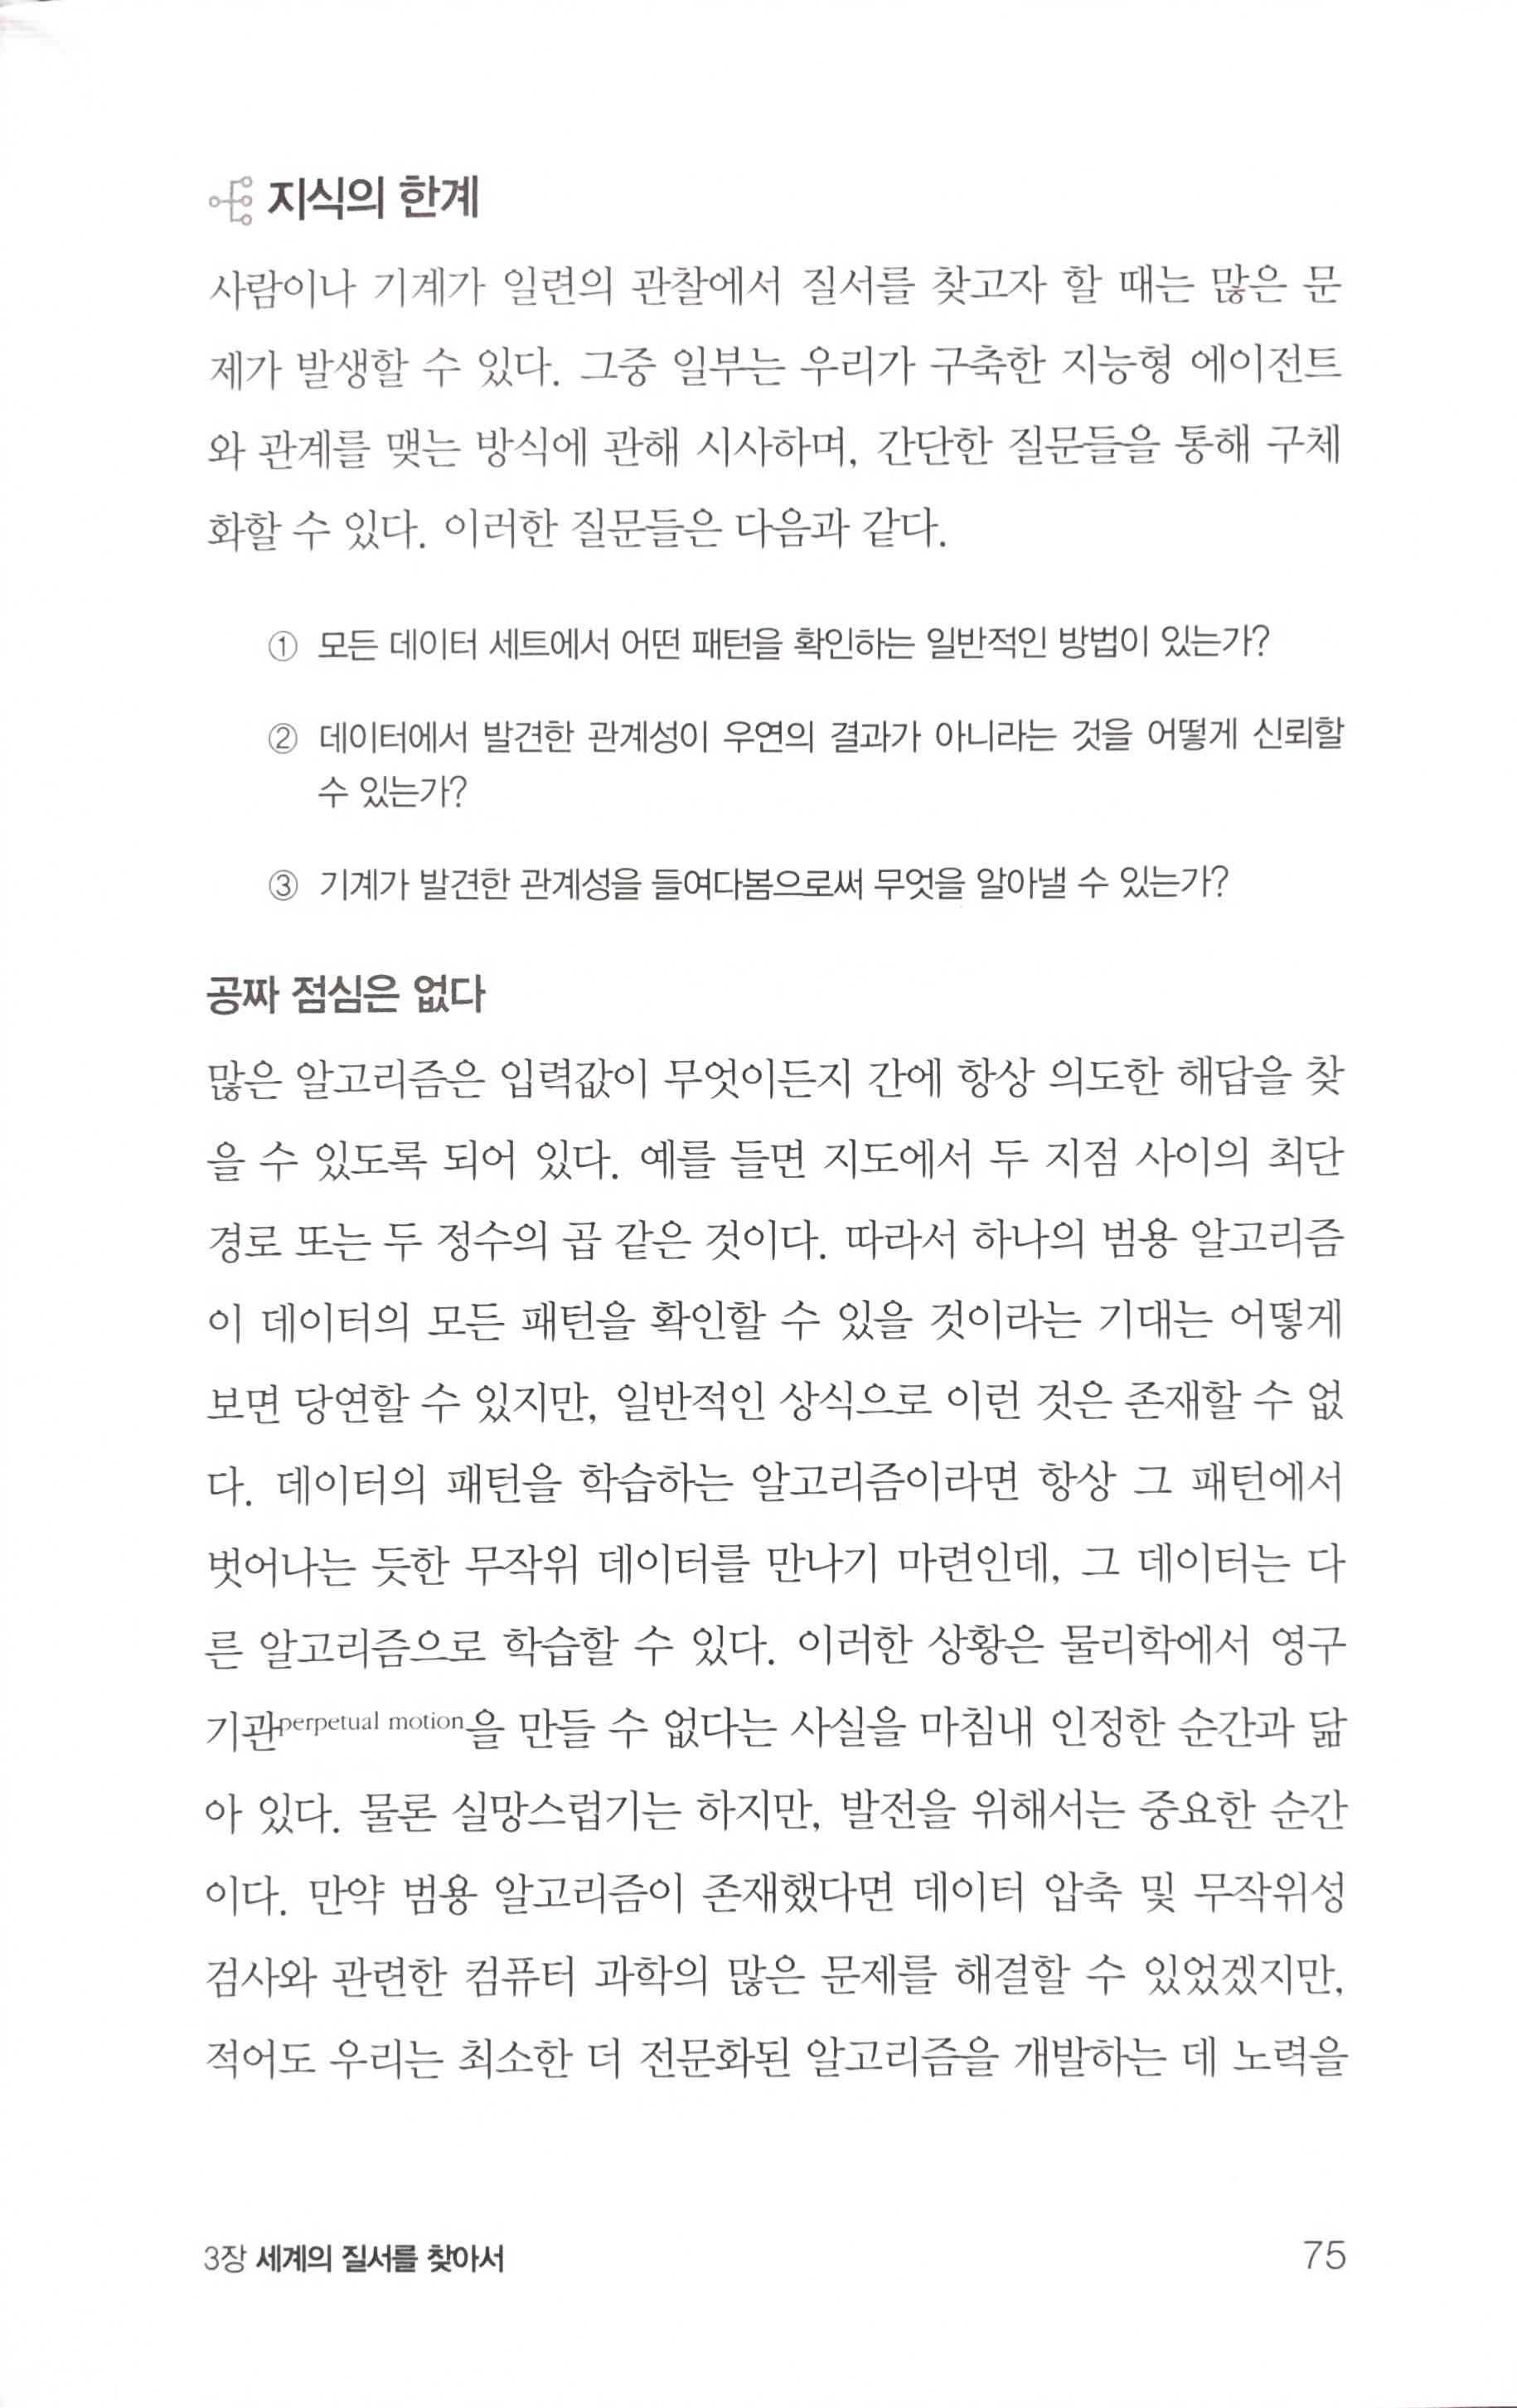 지식의 한계
사람이나 기계가 일련의 관찰에서 질서를 찾고자 할 때는 많은 문
제가 발생할 수 있다. 그중 일부는 우리가 구축한 지능형 에이전트
와 관계를 맺는 방식에 관해 시사하며, 간단한 질문들을 통해 구체
화할 수 있다. 이러한 질문들은 다음과 같다.
① 모든 데이터 세트에서 어떤 패턴을 확인하는 일반적인 방법이 있는가?
② 데이터에서 발견한 관계성이 우연의 결과가 아니라는 것을 어떻게 신뢰할
수 있는가?
③ 기계가 발견한 관계성을 들여다봄으로써 무엇을 알아낼 수 있는가?
공짜 점심은 없다
많은 알고리즘은 입력값이 무엇이든지 간에 항상 의도한 해답을 찾
을 수 있도록 되어 있다. 예를 들면 지도에서 두 지점 사이의 최단
경로 또는 두 정수의 곱 같은 것이다. 따라서 하나의 범용 알고리즘
이 데이터의 모든 패턴을 확인할 수 있을 것이라는 기대는 어떻게
보면 당연할 수 있지만, 일반적인 상식으로 이런 것은 존재할 수 없
다. 데이터의 패턴을 학습하는 알고리즘이라면 항상 그 패턴에서
벗어나는 듯한 무작위 데이터를 만나기 마련인데, 그 데이터는 다
른 알고리즘으로 학습할 수 있다. 이러한 상황은 물리학에서 영구
기관perpetual motion을 만들 수 없다는 사실을 마침내 인정한 순간과 닮
아 있다. 물론 실망스럽기는 하지만, 발전을 위해서는 중요한 순간
이다. 만약 범용 알고리즘이 존재했다면 데이터 압축 및 무작위성
검사와 관련한 컴퓨터 과학의 많은 문제를 해결할 수 있었겠지만,
적어도 우리는 최소한 더 전문화된 알고리즘을 개발하는 데 노력을
3장 세계의 질서를 찾아서
75